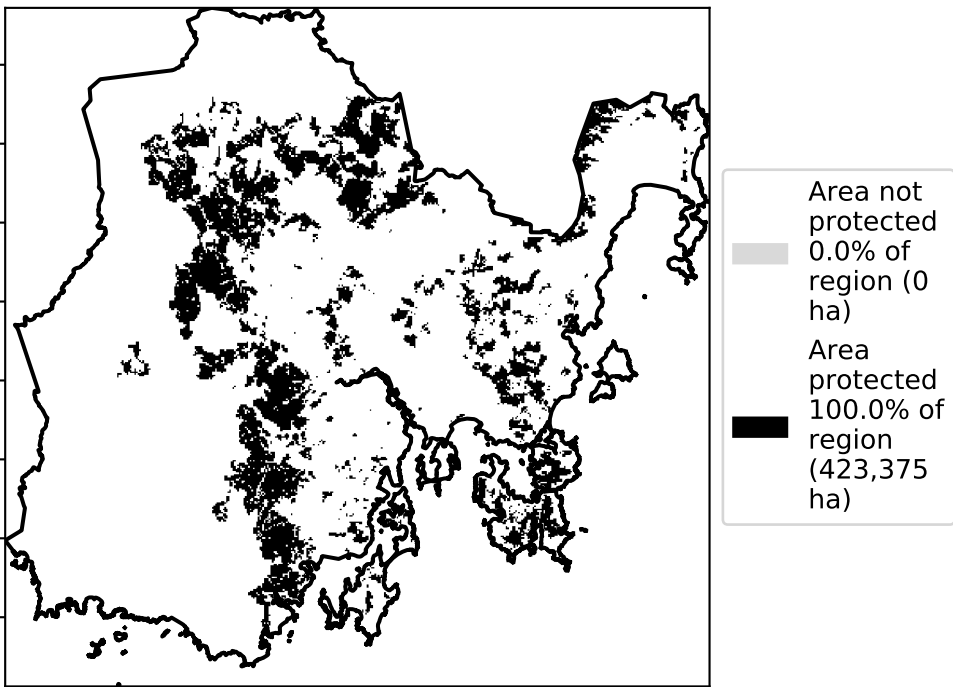 Area not
protected
0.0% of
region (0
ha)
Area
protected
100.0% of
region
(423,375
ha)